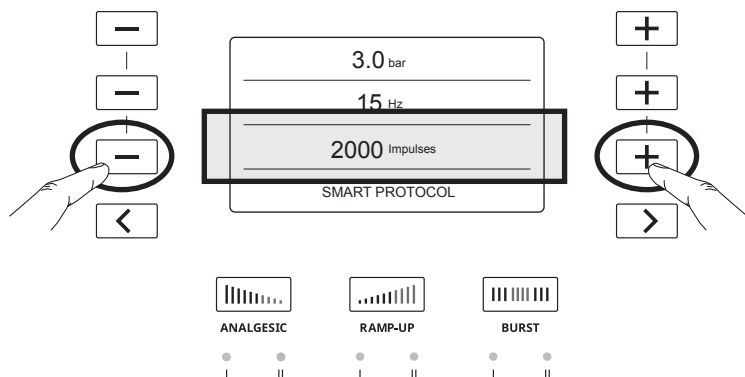 3.0 bar
15 Hz
2000 Impulses
SMART PROTOCOL
ANALGESIC RAMP-UP BURST
I II I II I II